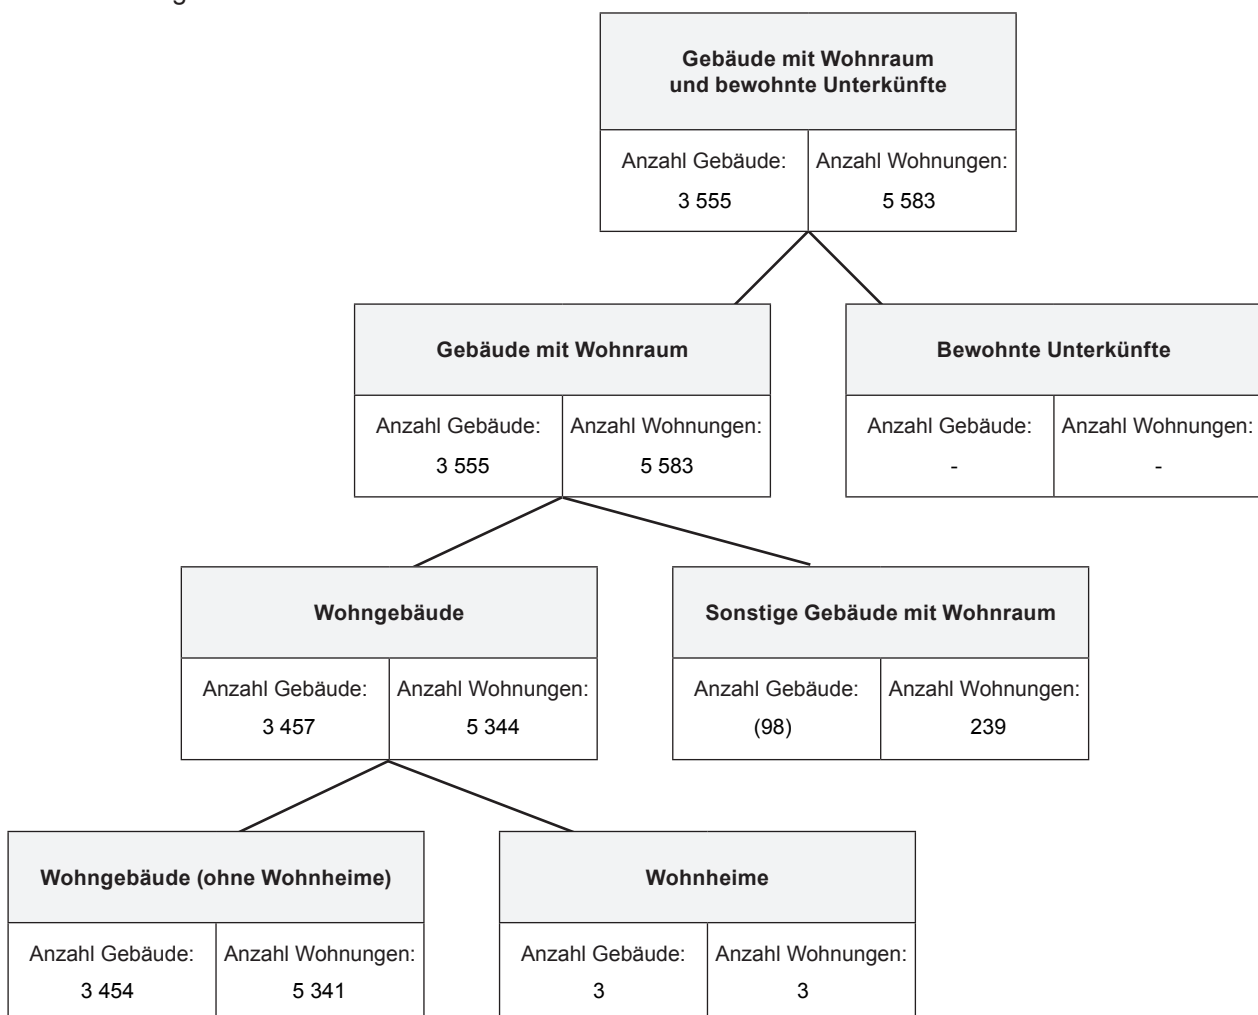 Gebäude mit Wohnraum
und bewohnte Unterkünfte
Anzahl Gebäude: Anzahl Wohnungen:
3 555 5 583
Gebäude mit Wohnraum Bewohnte Unterkünfte
Anzahl Gebäude: Anzahl Wohnungen: Anzahl Gebäude: Anzahl Wohnungen:
3 555 5 583 - -
Wohngebäude Sonstige Gebäude mit Wohnraum
Anzahl Gebäude: Anzahl Wohnungen: Anzahl Gebäude: Anzahl Wohnungen:
3 457 5 344 (98) 239
Wohngebäude (ohne Wohnheime) Wohnheime
Anzahl Gebäude: Anzahl Wohnungen: Anzahl Gebäude: Anzahl Wohnungen:
3 454 5 341 3 3